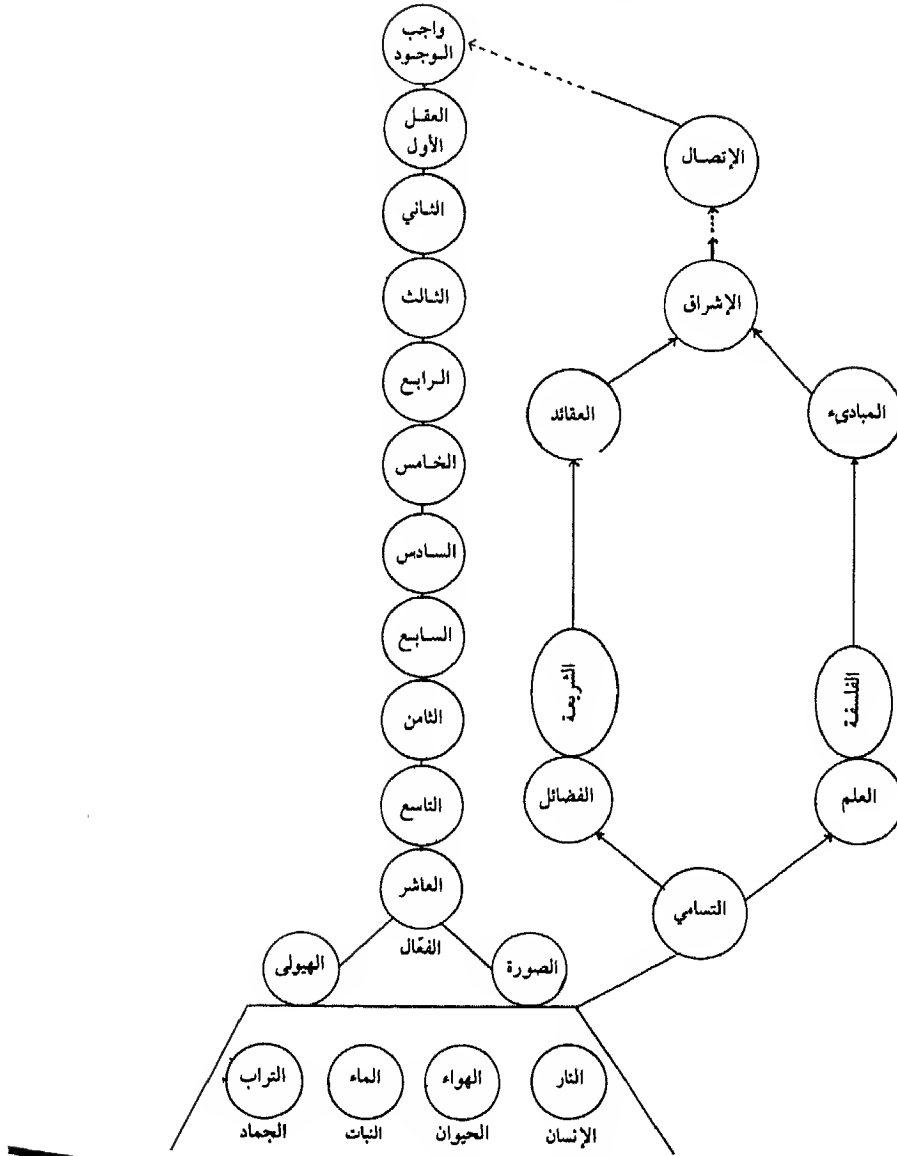 واجب
الوجود
العقل
الأول
الإتصال
الثاني
الثالث
الإشراق
الرابع
العقائد
المبادىء
الخامس
السادس
السابع
الشريعة
الفلسفة
الثامن
التاسع
الفضائل
العلم
العاشر
التسامي
الفعّال
الهيولى
الصورة
التراب
الماء
الهواء
النار
الجماد
النبات
الحيوان
الإنسان